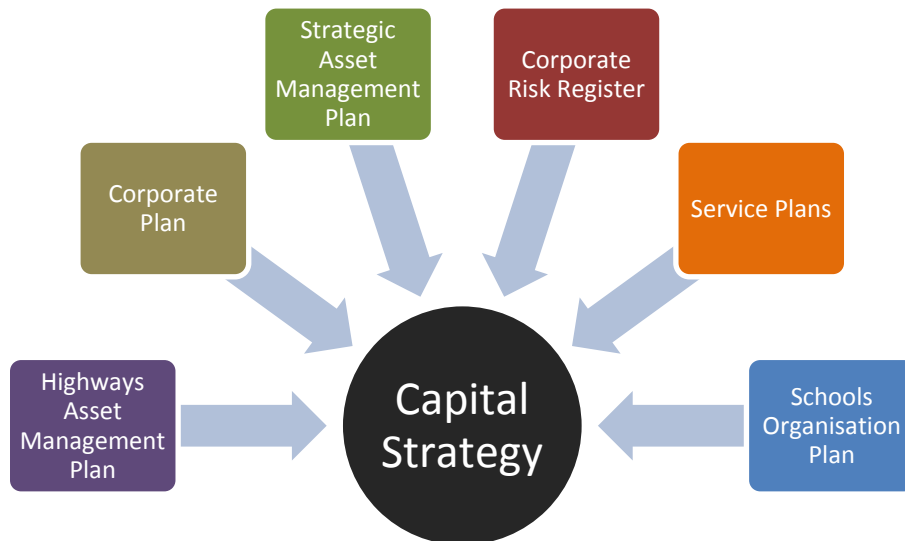 Strategic
Asset
Management
Plan
Corporate
Risk Register
Corporate
Plan
Service Plans
Highways
Asset
Management
Plan
Capital
Strategy
Schools
Organisation
Plan